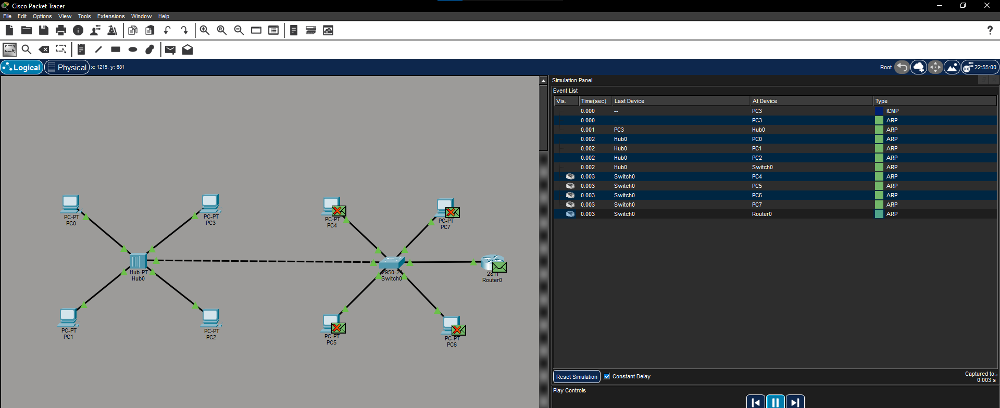 Cisco Packet Tracer
File Edit Options View Tools Extensions Window Help
?
Logical Physical x: 1215, y: 681 Root 22:55:00
Simulation Panel
Event List
Vis. Time(sec) Last Device At Device Type
0.000 -- PC3 ICMP
0.000 -- PC3 ARP
0.001 PC3 Hub0 ARP
0.002 Hub0 PC0 ARP
0.002 Hub0 PC1 ARP
0.002 Hub0 PC2 ARP
0.002 Hub0 Switch0 ARP
0.003 Switch0 PC4 ARP
0.003 Switch0 PC5 ARP
0.003 Switch0 PC6 ARP
0.003 Switch0 PC7 ARP
0.003 Switch0 Router0 ARP
PC-PT
PC0
PC-PT
PC3
PC-PT
PC4
PC-PT
PC7
Hub-PT
Hub0
2950-24
Switch0
2811
Router0
PC-PT
PC1
PC-PT
PC2
PC-PT
PC5
PC-PT
PC6
Reset Simulation Constant Delay Captured to:
0.003 s
Play Controls